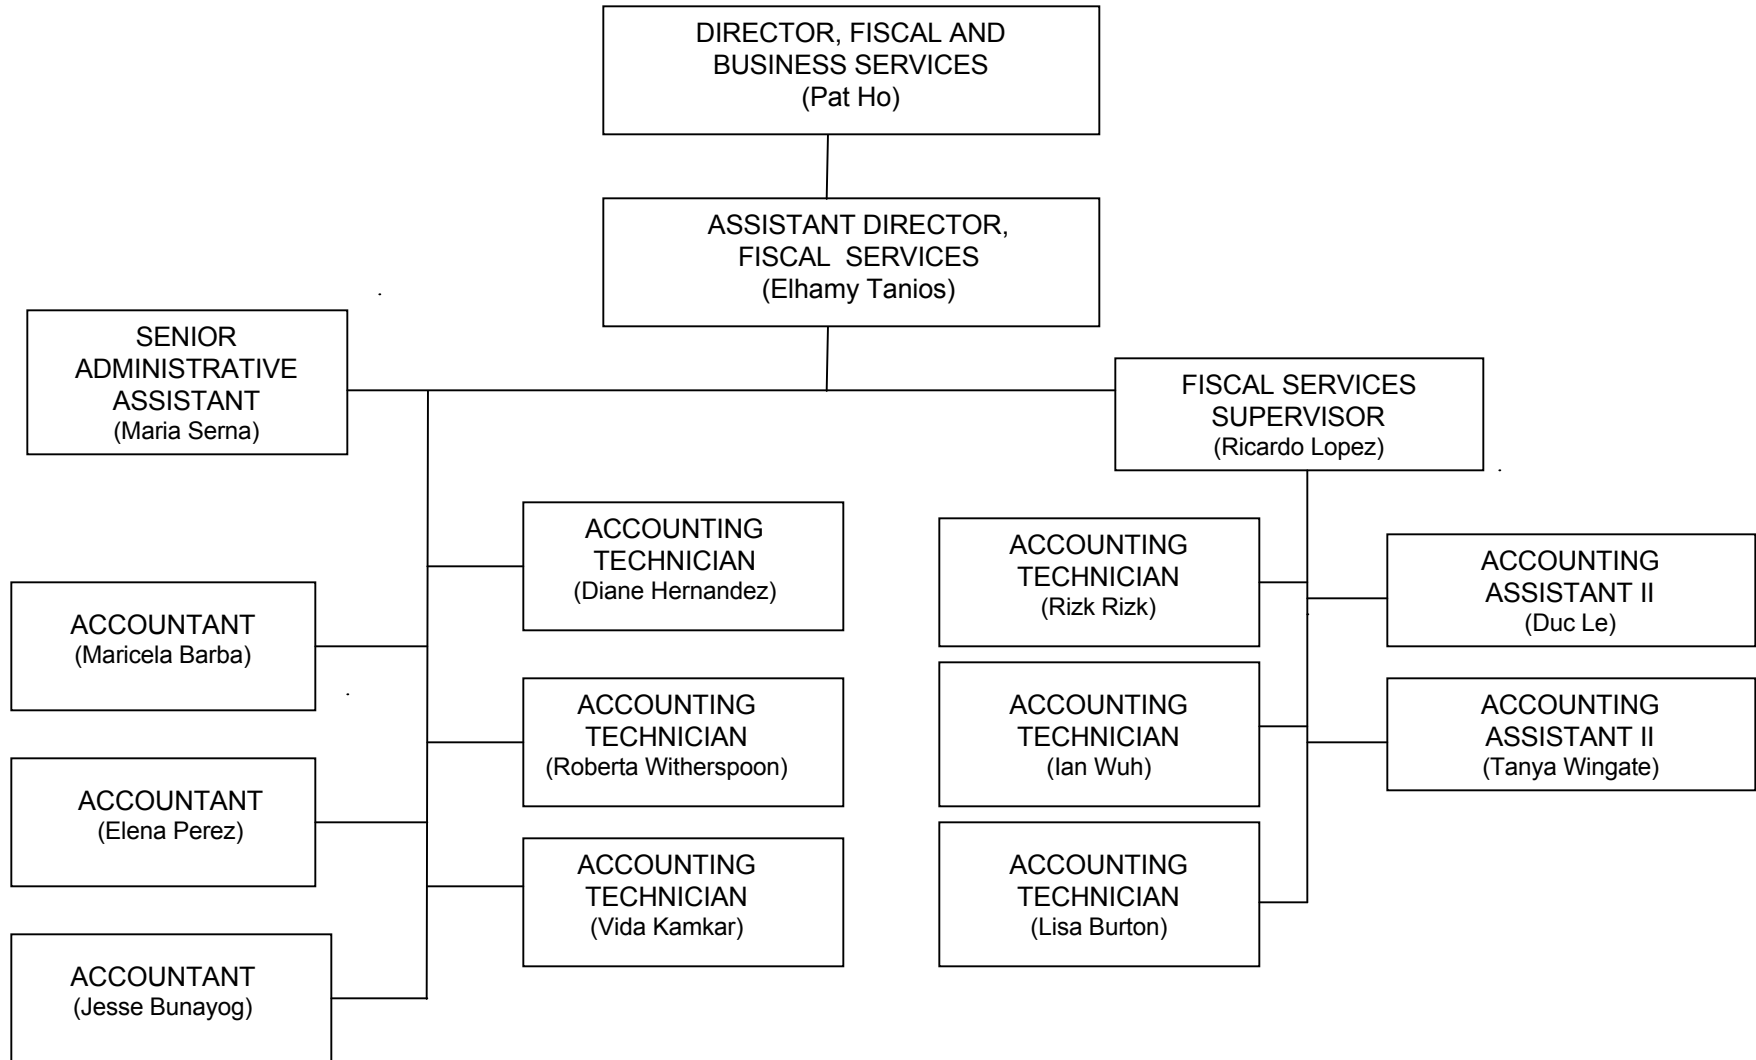 DIRECTOR, FISCAL AND
BUSINESS SERVICES
(Pat Ho)
ASSISTANT DIRECTOR,
FISCAL SERVICES
(Elhamy Tanios)
SENIOR
ADMINISTRATIVE
ASSISTANT
(Maria Serna)
FISCAL SERVICES
SUPERVISOR
(Ricardo Lopez)
ACCOUNTANT
(Maricela Barba)
ACCOUNTANT
(Elena Perez)
ACCOUNTANT
(Jesse Bunayog)
ACCOUNTING
TECHNICIAN
(Diane Hernandez)
ACCOUNTING
TECHNICIAN
(Roberta Witherspoon)
ACCOUNTING
TECHNICIAN
(Vida Kamkar)
ACCOUNTING
TECHNICIAN
(Rizk Rizk)
ACCOUNTING
TECHNICIAN
(Ian Wuh)
ACCOUNTING
TECHNICIAN
(Lisa Burton)
ACCOUNTING
ASSISTANT II
(Duc Le)
ACCOUNTING
ASSISTANT II
(Tanya Wingate)